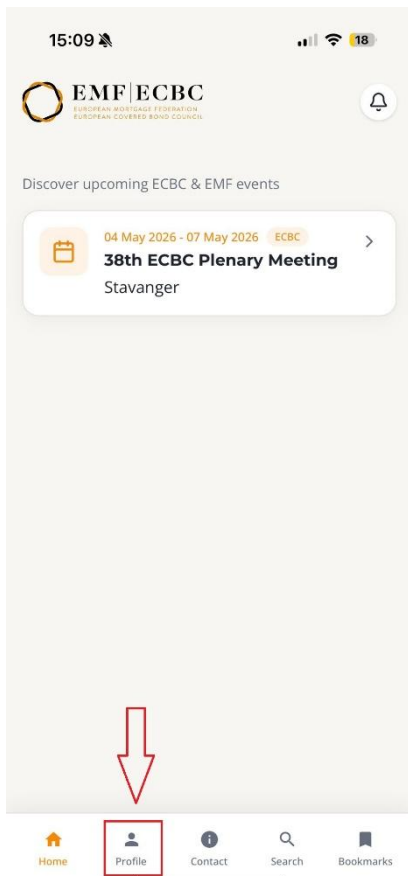 15:09
18
EMF|ECBC
EUROPEAN MORTGAGE FEDERATION
EUROPEAN COVERED BOND COUNCIL
Discover upcoming ECBC & EMF events
04 May 2026 - 07 May 2026 ECBC
38th ECBC Plenary Meeting
Stavanger
Home Profile Contact Search Bookmarks